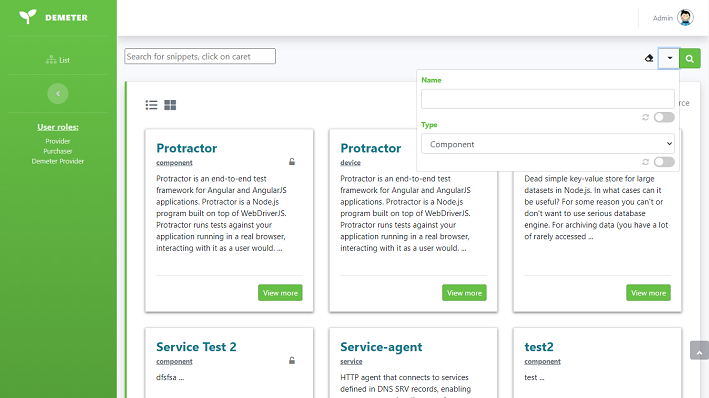 DEMETER
Admin
List
User roles:
Provider
Purchaser
Demeter Provider
Search for snippets, click on caret
Name
Type
Component
Protractor
component
Protractor is an end-to-end test
framework for Angular and AngularJS
applications. Protractor is a Node.js
program built on top of WebDriverJS.
Protractor runs tests against your
application running in a real browser,
interacting with it as a user would. ...
View more
Protractor
device
Protractor is an end-to-end test
framework for Angular and AngularJS
applications. Protractor is a Node.js
program built on top of WebDriverJS.
Protractor runs tests against your
application running in a real browser,
interacting with it as a user would. ...
View more
Dead simple key-value store for large
datasets in Node.js. In what cases can it
be useful? For some reason you can't or
don't want to use serious database
engine. For archiving data (you have a lot
of rarely accessed ...
View more
Service Test 2
component
dfsfsa ...
Service-agent
service
HTTP agent that connects to services
defined in DNS SRV records, enabling
test2
component
test ...